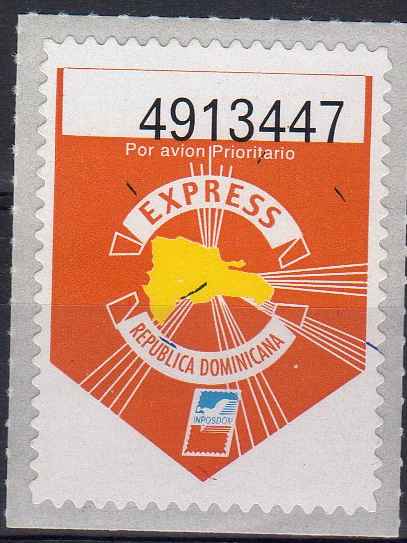 4913447
Por avion Prioritario
EXPRESS
REPUBLICA DOMINICANA
INPOSDOM